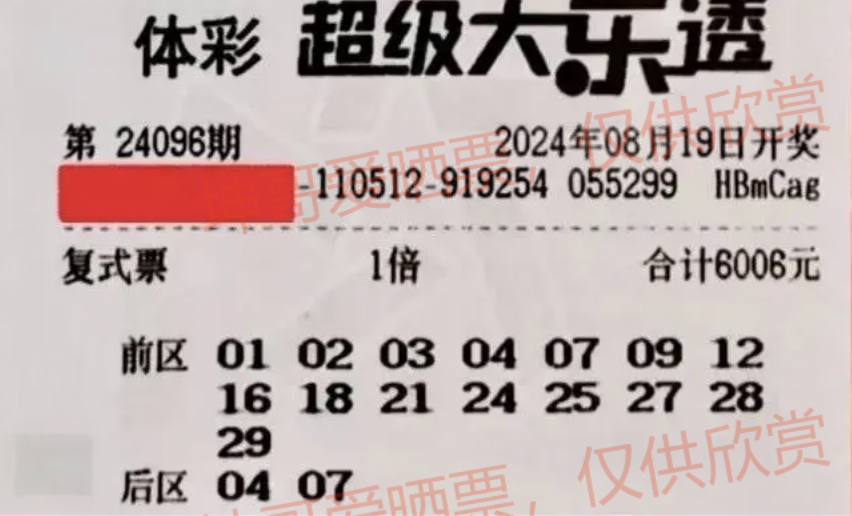 体彩 超级大乐透
第 24096期 2024年08月19日开奖
-110512-919254 055299 HBmCag
复式票 1倍 合计6006元
前区 01 02 03 04 07 09 12
16 18 21 24 25 27 28
29
后区 04 07
哥爱晒票，仅供欣赏
哥爱晒票，仅供欣赏